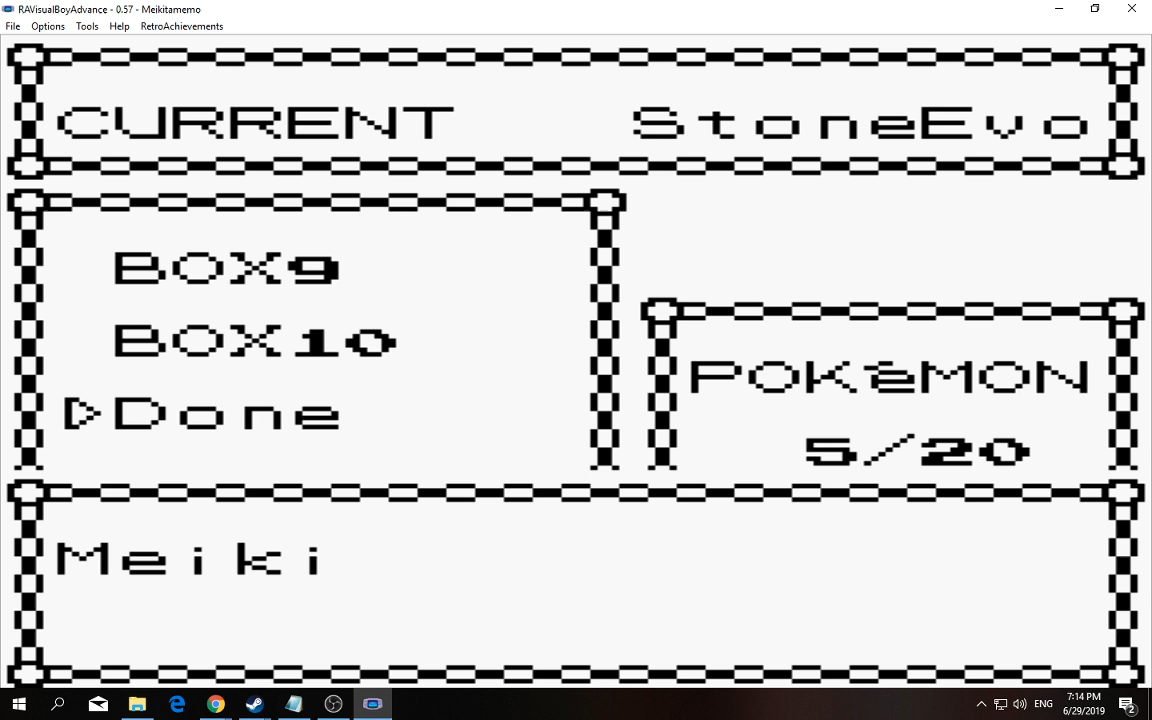 RAVisualBoyAdvance - 0.57 - Meikitamemo
File Options Tools Help RetroAchievements
CURRENT StoneEvo
BOX9
BOX10
Done
POKéMON
5/20
Meiki
ENG
7:14 PM
6/29/2019
2